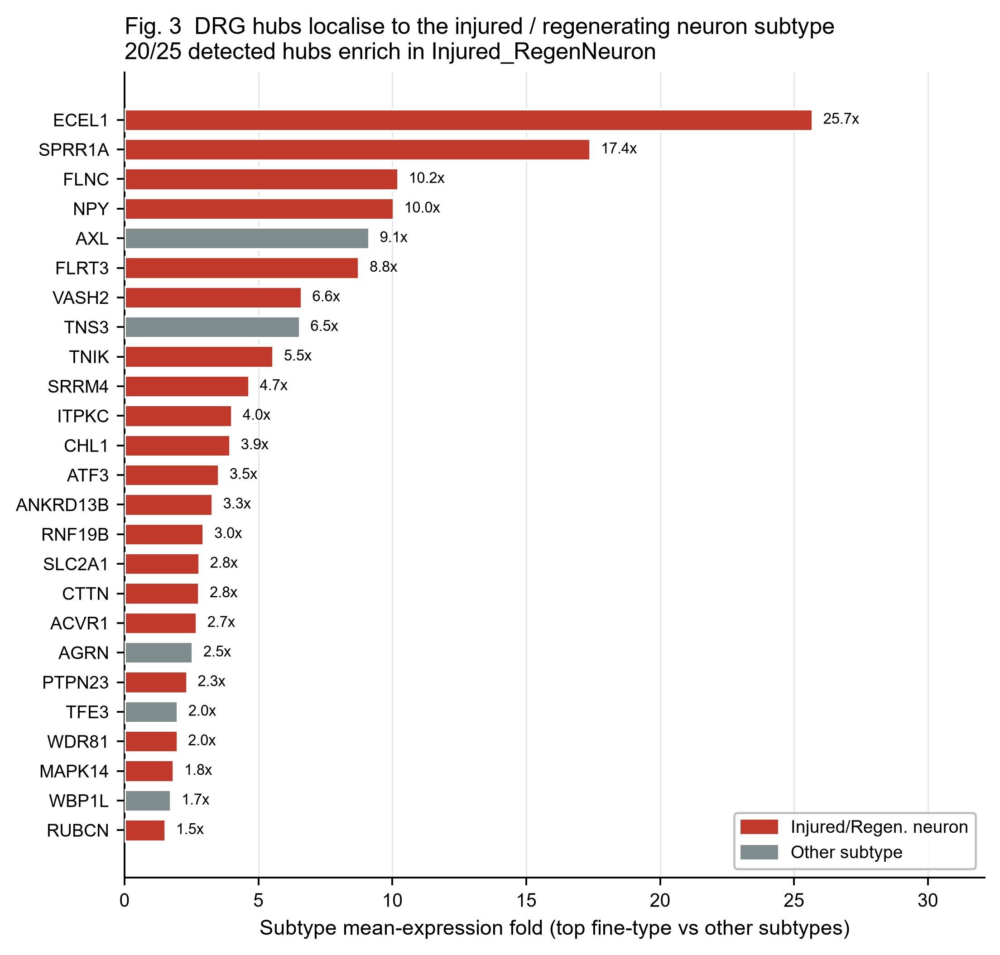 Fig. 3  DRG hubs localise to the injured / regenerating neuron subtype
20/25 detected hubs enrich in Injured_RegenNeuron
ECEL1 25.7x
SPRR1A 17.4x
FLNC 10.2x
NPY 10.0x
AXL 9.1x
FLRT3 8.8x
VASH2 6.6x
TNS3 6.5x
TNIK 5.5x
SRRM4 4.7x
ITPKC 4.0x
CHL1 3.9x
ATF3 3.5x
ANKRD13B 3.3x
RNF19B 3.0x
SLC2A1 2.8x
CTTN 2.8x
ACVR1 2.7x
AGRN 2.5x
PTPN23 2.3x
TFE3 2.0x
WDR81 2.0x
MAPK14 1.8x
WBP1L 1.7x
RUBCN 1.5x
Injured/Regen. neuron
Other subtype
0 5 10 15 20 25 30
Subtype mean-expression fold (top fine-type vs other subtypes)